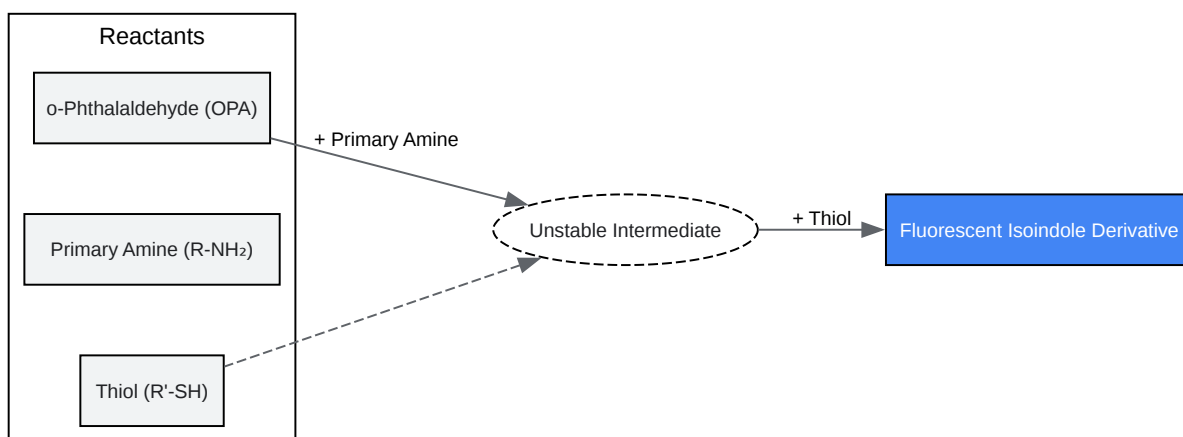 Reactants
o-Phthalaldehyde (OPA)
+ Primary Amine
Primary Amine (R-NH₂)
Unstable Intermediate
+ Thiol
Fluorescent Isoindole Derivative
Thiol (R'-SH)